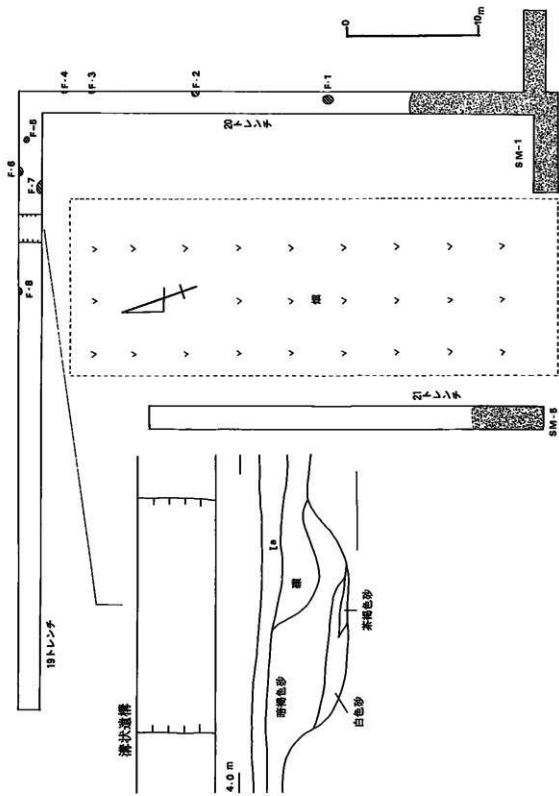 F-4
F-3
F-2
F-1
F-5
F-6
F-7
F-8
0
10m
20トレンチ
SM-1
畑
21トレンチ
SM-5
19トレンチ
溝状遺構
4.0 m
Ia
暗褐色砂
茶褐色砂
白色砂